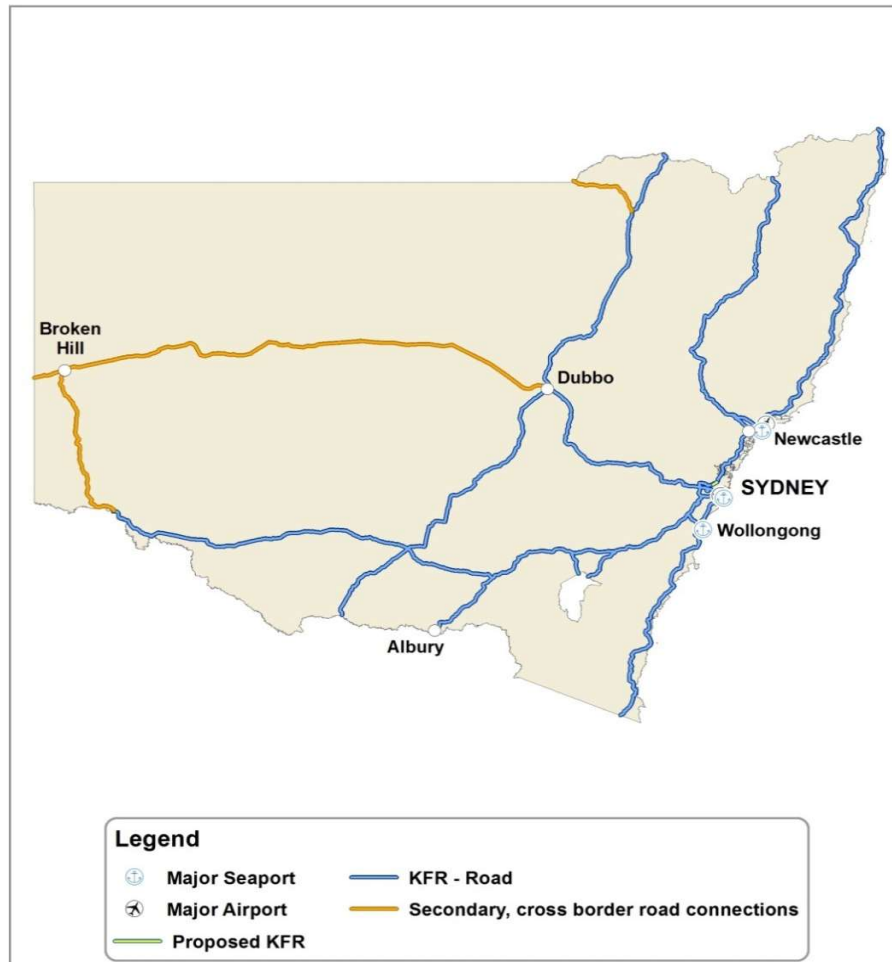 Broken
Hill
Dubbo
Newcastle
SYDNEY
Wollongong
Albury
Legend
Major Seaport
KFR - Road
Major Airport
Secondary, cross border road connections
Proposed KFR